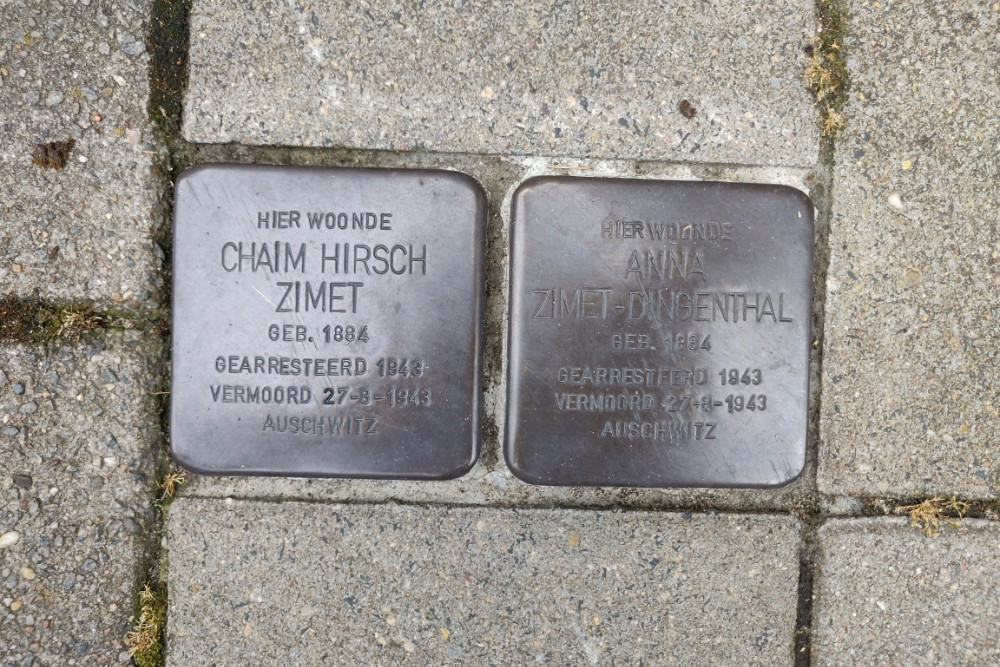 HIER WOONDE
CHAIM HIRSCH
ZIMET
GEB. 1884
GEARRESTEERD 1943
VERMOORD 27-8-1943
AUSCHWITZ
HIER WOONDE
ANNA
ZIMET-DINGENTHAL
GEB. 1884
GEARRESTEERD 1943
VERMOORD 27-8-1943
AUSCHWITZ